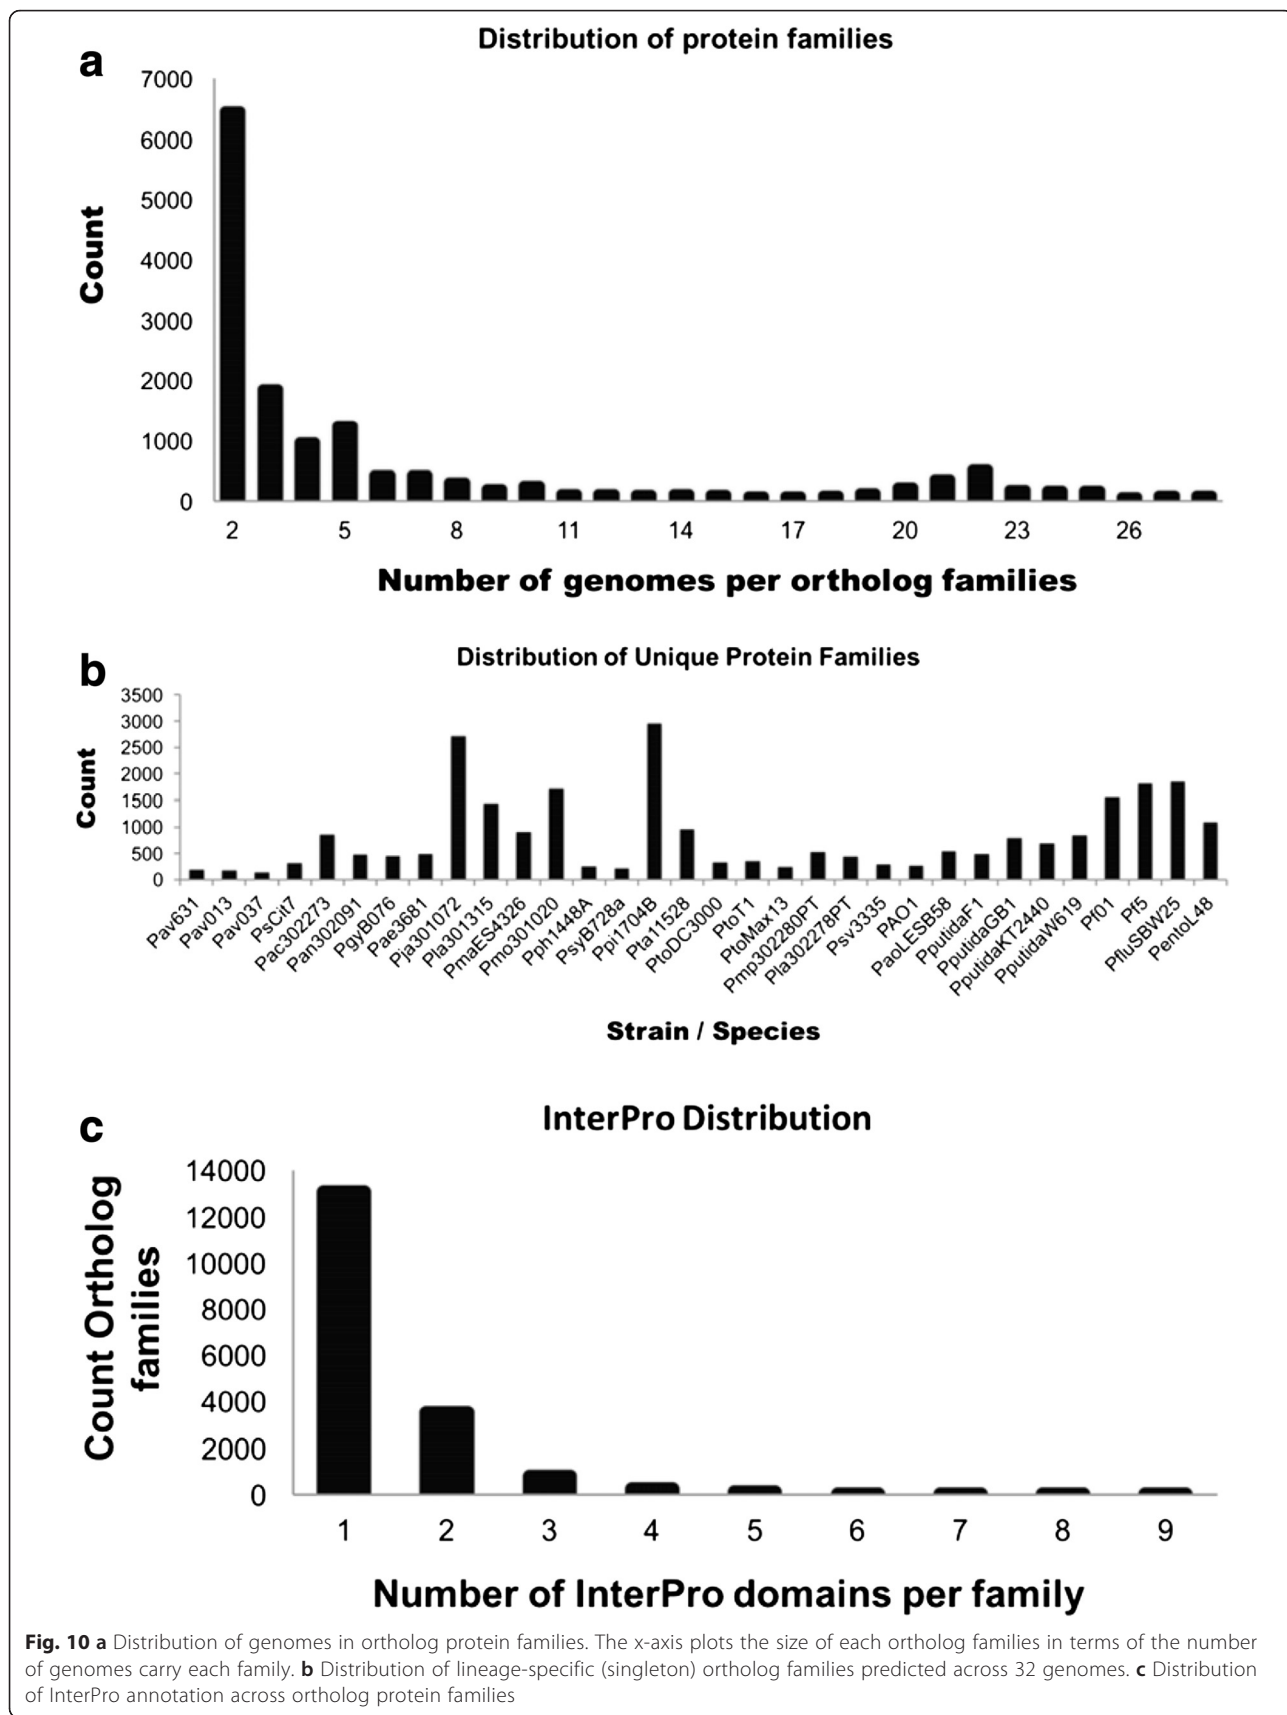 a
Distribution of protein families
7000
6000
5000
4000
3000
2000
1000
0
Count
2 5 8 11 14 17 20 23 26
Number of genomes per ortholog families
b
Distribution of Unique Protein Families
3500
3000
2500
2000
1500
1000
500
0
Count
Pav631
Pav013
Pav037
PsCit7
Pac302273
Pan302091
PgyB076
Pae3681
Pja301072
Pla301315
PmaES4326
Pmo301020
Pph1448A
PsyB728a
Ppi1704B
Pta11528
PtoDC3000
PtoT1
PtoMax13
Pmp302280PT
Pla302278PT
Psv3335
PAO1
PaoLESB58
PputidaF1
PputidaGB1
PputidaKT2440
PputidaW619
Pf01
Pf5
PfluSBW25
PentoL48
Strain / Species
c
InterPro Distribution
14000
12000
10000
8000
6000
4000
2000
0
Count Ortholog
families
1 2 3 4 5 6 7 8 9
Number of InterPro domains per family
Fig. 10 a Distribution of genomes in ortholog protein families. The x-axis plots the size of each ortholog families in terms of the number
of genomes carry each family. b Distribution of lineage-specific (singleton) ortholog families predicted across 32 genomes. c Distribution
of InterPro annotation across ortholog protein families